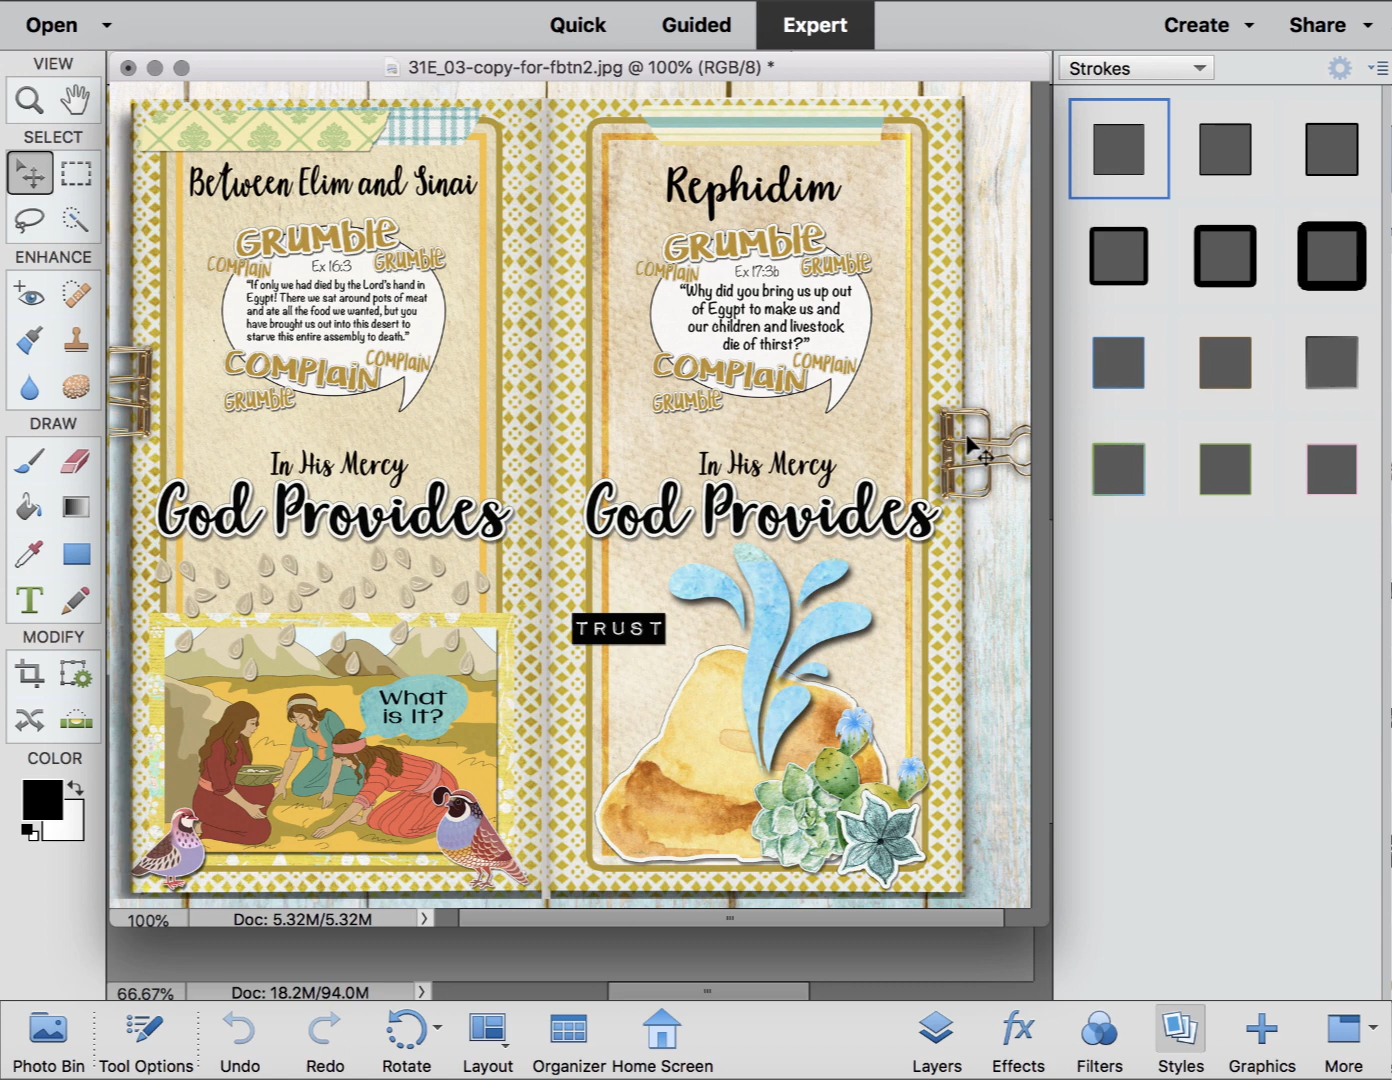 Open
Quick
Guided
Expert
Create
Share
VIEW
31E_03-copy-for-fbtn2.jpg @ 100% (RGB/8) *
Strokes
SELECT
ENHANCE
DRAW
MODIFY
COLOR
Between Elim and Sinai
GRUMBLE
COMPLAIN
GRUMBLE
Ex 16:3
"If only we had died by the Lord's hand in
Egypt! There we sat around pots of meat
and ate all the food we wanted, but you
have brought us out into this desert to
starve this entire assembly to death."
COMPLAIN
COMPLAIN
GRUMBLE
In His Mercy
God Provides
What
is It?
Rephidim
GRUMBLE
COMPLAIN
GRUMBLE
Ex 17:3b
"Why did you bring us up out
of Egypt to make us and
our children and livestock
die of thirst?"
COMPLAIN
COMPLAIN
GRUMBLE
In His Mercy
God Provides
TRUST
100%
Doc: 5.32M/5.32M
66.67%
Doc: 18.2M/94.0M
Photo Bin
Tool Options
Undo
Redo
Rotate
Layout
Organizer
Home Screen
Layers
fx
Effects
Filters
Styles
Graphics
More